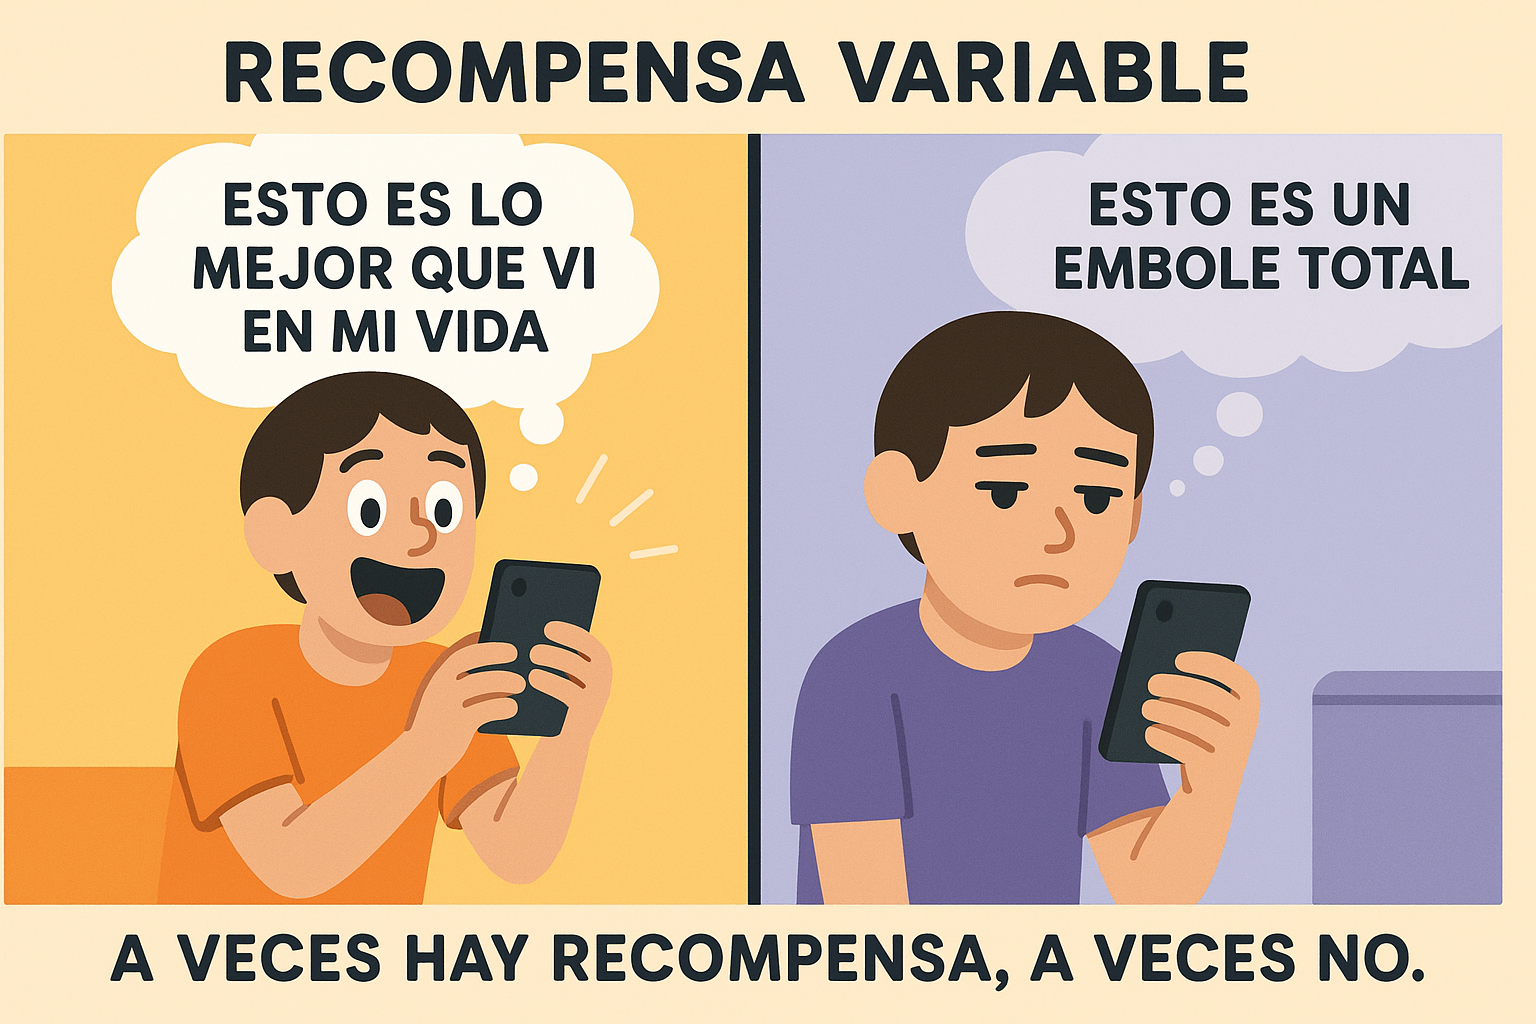 RECOMPENSA VARIABLE
ESTO ES LO
MEJOR QUE VI
EN MI VIDA
ESTO ES UN
EMBOLE TOTAL
A VECES HAY RECOMPENSA, A VECES NO.